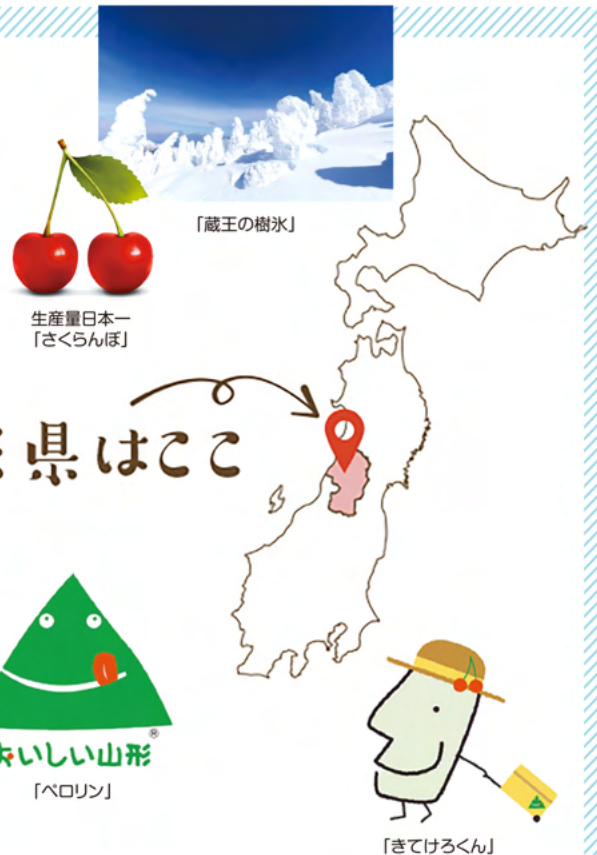 「蔵王の樹氷」
生産量日本一
「さくらんぼ」
県はここ
おいしい山形®
「ペロリン」
「きてけろくん」